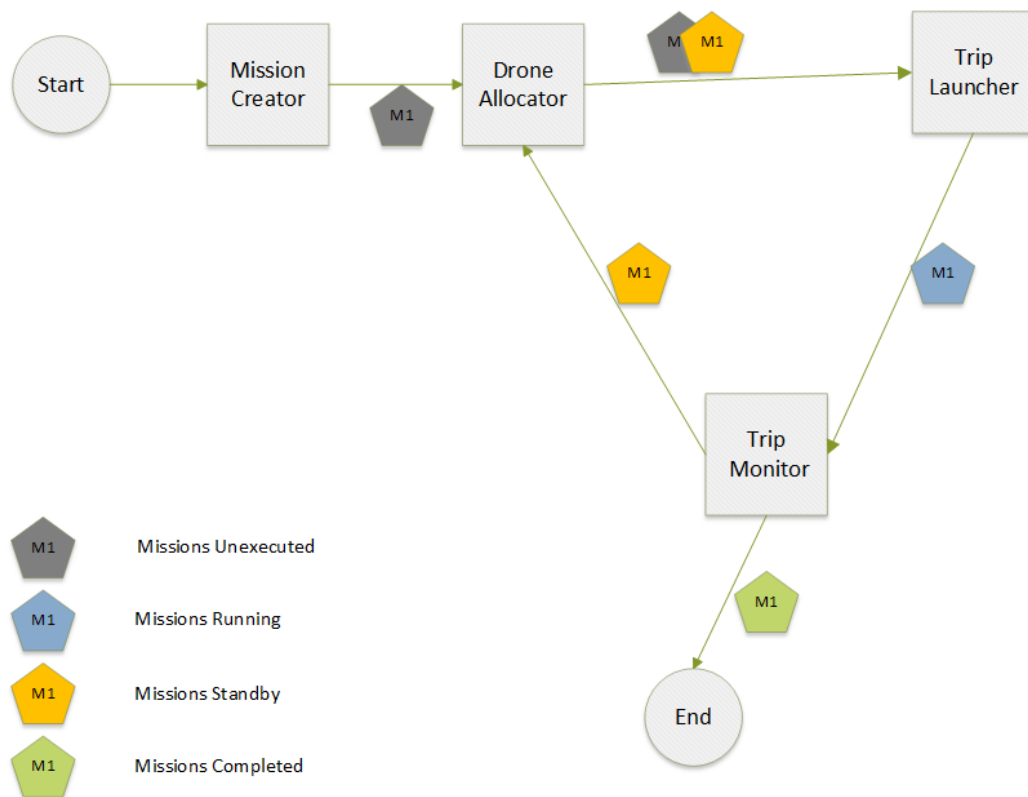 Start
Mission
Creator
M1
Drone
Allocator
M
M1
Trip
Launcher
M1
M1
Trip
Monitor
M1
End
M1
Missions Unexecuted
M1
Missions Running
M1
Missions Standby
M1
Missions Completed